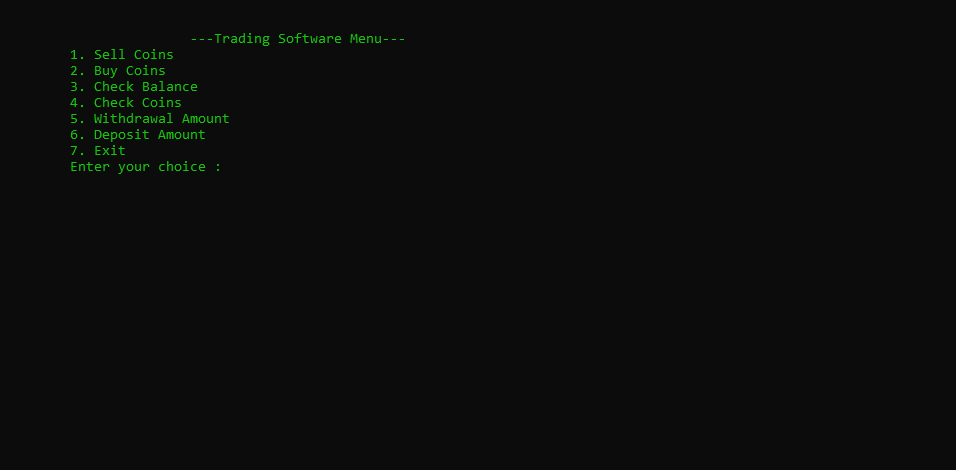 ---Trading Software Menu---
1. Sell Coins
2. Buy Coins
3. Check Balance
4. Check Coins
5. Withdrawal Amount
6. Deposit Amount
7. Exit
Enter your choice :